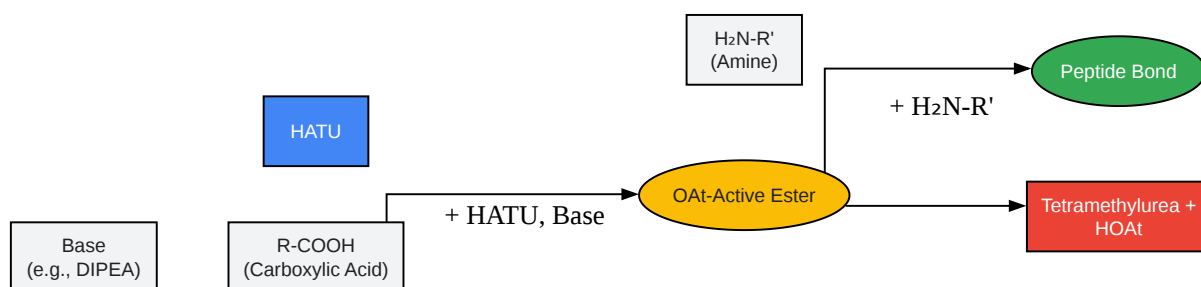 H₂N-R'
(Amine)
Peptide Bond
+ H₂N-R'
HATU
OAt-Active Ester
+ HATU, Base
Tetramethylurea +
HOAt
Base
(e.g., DIPEA)
R-COOH
(Carboxylic Acid)